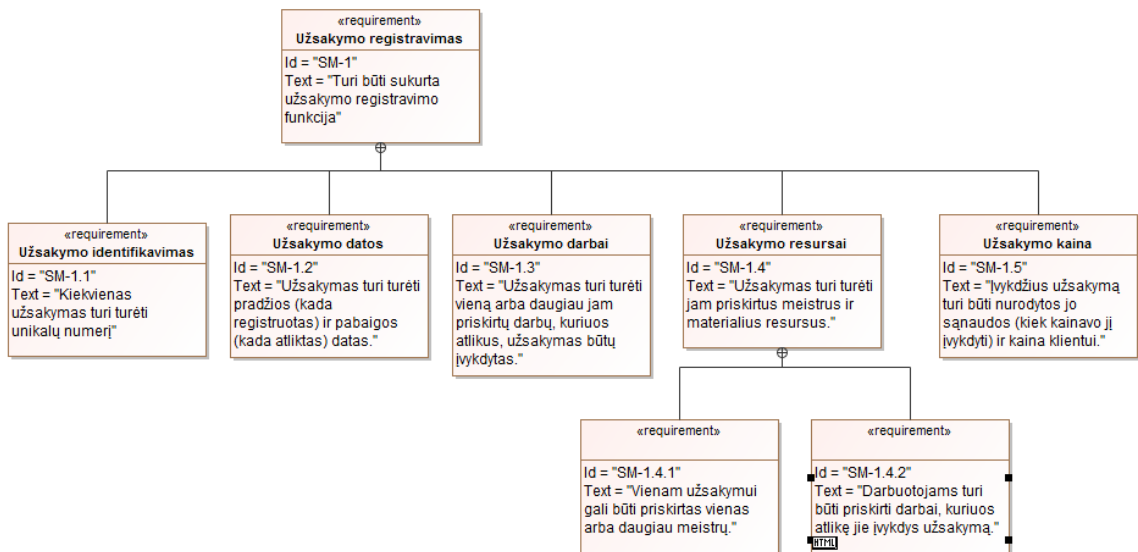 «requirement»
Užsakymo registravimas
Id = "SM-1"
Text = "Turi būti sukurta
užsakymo registravimo
funkcija"
«requirement»
Užsakymo identifikavimas
Id = "SM-1.1"
Text = "Kiekvienas
užsakymas turi turėti
unikalų numerį"
«requirement»
Užsakymo datos
Id = "SM-1.2"
Text = "Užsakymas turi turėti
pradžios (kada
registruotas) ir pabaigos
(kada atliktas) datas."
«requirement»
Užsakymo darbai
Id = "SM-1.3"
Text = "Užsakymas turi turėti
vieną arba daugiau jam
priskirtų darbų, kuriuos
atlikus, užsakymas būtų
įvykdytas."
«requirement»
Užsakymo resursai
Id = "SM-1.4"
Text = "Užsakymas turi turėti
jam priskirtus meistrus ir
materialius resursus."
«requirement»
Užsakymo kaina
Id = "SM-1.5"
Text = "Įvykdžius užsakymą
turi būti nurodytos jo
sąnaudos (kiek kainavo jį
įvykdyti) ir kaina klientui."
«requirement»
Id = "SM-1.4.1"
Text = "Vienam užsakymui
gali būti priskirtas vienas
arba daugiau meistrų."
«requirement»
Id = "SM-1.4.2"
Text = "Darbuotojams turi
būti priskirti darbai, kuriuos
atlikę jie įvykdys užsakymą."
HTML